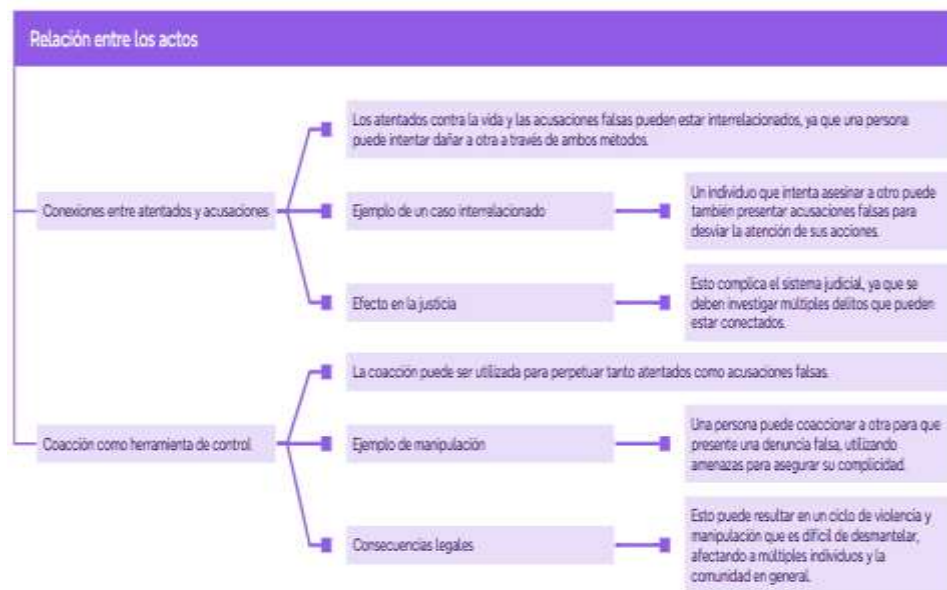 Relación entre los actos
Los atentados contra la vida y las acusaciones falsas pueden estar interrelacionados, ya que una persona
puede intentar dañar a otra a través de ambos métodos.
Conexiones entre atentados y acusaciones
Ejemplo de un caso interrelacionado
Un individuo que intenta asesinar a otro puede
también presentar acusaciones falsas para
desviar la atención de sus acciones.
Efecto en la justicia
Esto complica el sistema judicial, ya que se
deben investigar múltiples delitos que pueden
estar conectados.
La coacción puede ser utilizada para perpetuar tanto atentados como acusaciones falsas.
Coacción como herramienta de control
Ejemplo de manipulación
Una persona puede coaccionar a otra para que
presente una denuncia falsa, utilizando
amenazas para asegurar su complicidad.
Consecuencias legales
Esto puede resultar en un ciclo de violencia y
manipulación que es difícil de desmantelar,
afectando a múltiples individuos y la
comunidad en general.